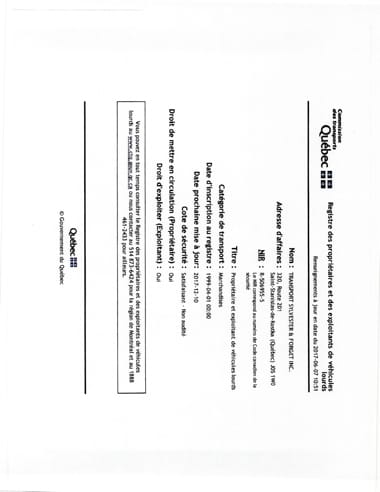 Commission
des transports
Québec
Registre des propriétaires et des exploitants de véhicules
lourds
Renseignements à jour en date du 2017-06-07 10:51
Nom : TRANSPORT SYLVESTER & FORGET INC.
Adresse d'affaires : 330, Route 201
Saint-Stanislas-de-Kostka (Québec) J0S 1W0
NIR : R-506955-5
Le NIR correspond au numéro de Code canadien de la
sécurité
Titre : Propriétaire et exploitant de véhicules lourds
Catégorie de transport : Marchandises
Date d'inscription au registre : 1999-04-01 00:00
Date prochaine mise à jour : 2017-12-10
Cote de sécurité : Satisfaisant - Non audité
Droit de mettre en circulation (Propriétaire) : Oui
Droit d'exploiter (Exploitant) : Oui
Vous pouvez en tout temps consulter le Registre des propriétaires et des exploitants de véhicules
lourds au www.ctq.gouv.qc.ca ou nous contacter au 514 873-6424 pour la région de Montréal et au 1 888
461-2433 pour ailleurs.
Québec
© Gouvernement du Québec